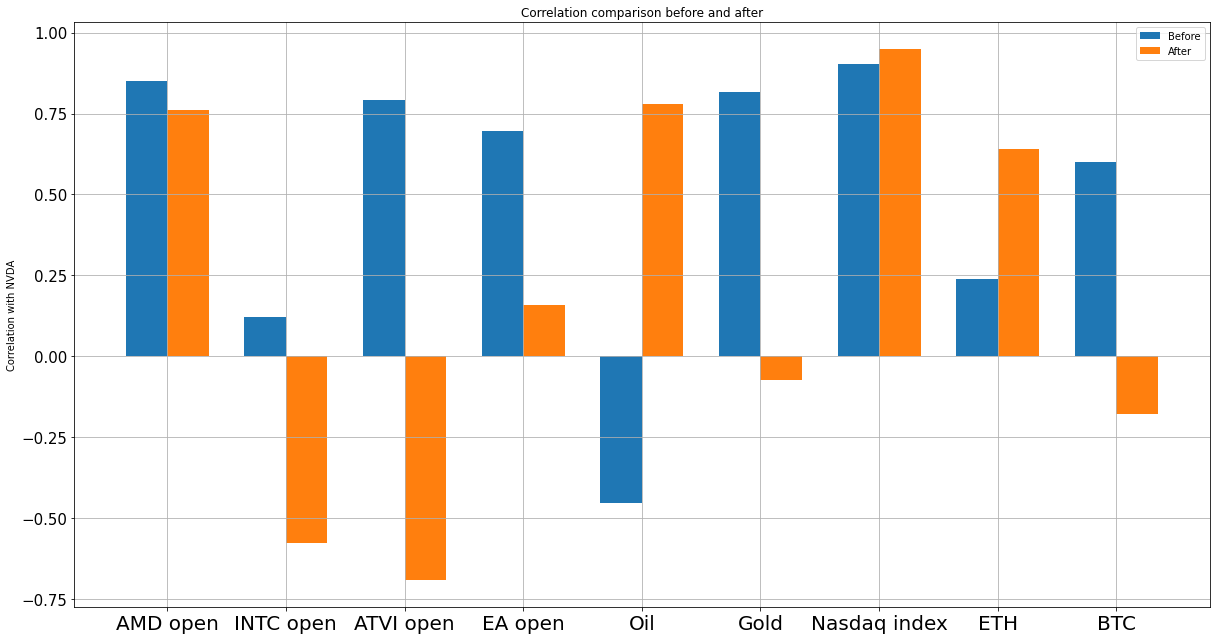 Correlation comparison before and after
Before
After
Correlation with NVDA
1.00
0.75
0.50
0.25
0.00
−0.25
−0.50
−0.75
AMD open INTC open ATVI open EA open Oil Gold Nasdaq index ETH BTC